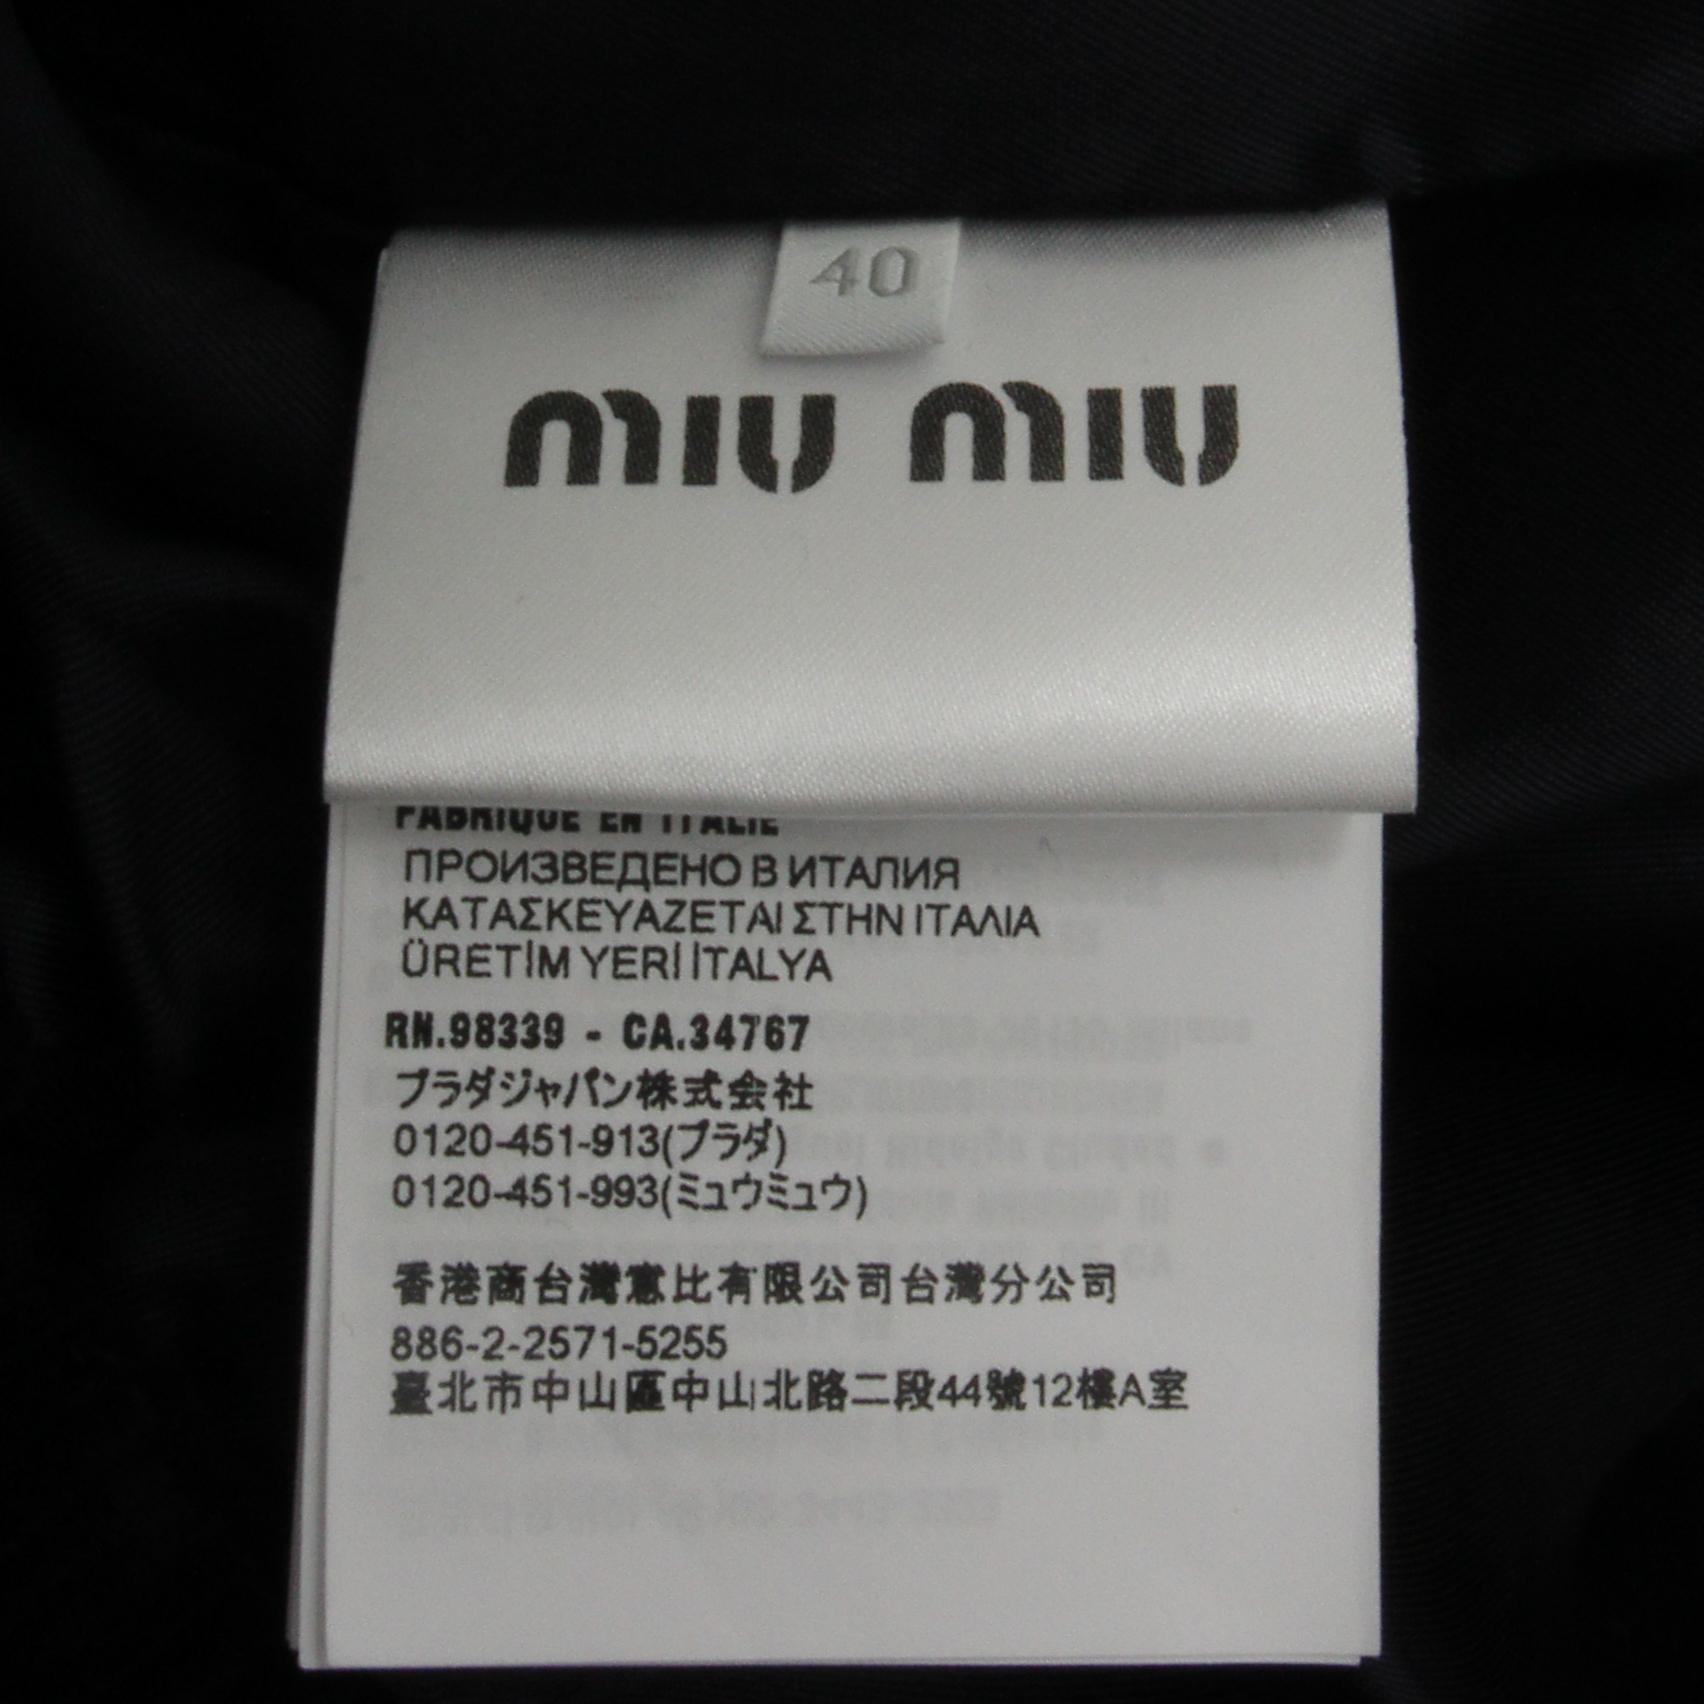 40
miu miu
FABRIQUE EN ITALIE
ПРОИЗВЕДЕНО В ИТАЛИЯ
ΚΑΤΑΣΚΕΥΑΖΕΤΑΙ ΣΤΗΝ ΙΤΑΛΙΑ
ÜRETİM YERİ İTALYA
RN.98339 - CA.34767
プラダジャパン株式会社
0120-451-913(プラダ)
0120-451-993(ミュウミュウ)
香港商台灣意比有限公司台灣分公司
886-2-2571-5255
臺北市中山區中山北路二段44號12樓A室